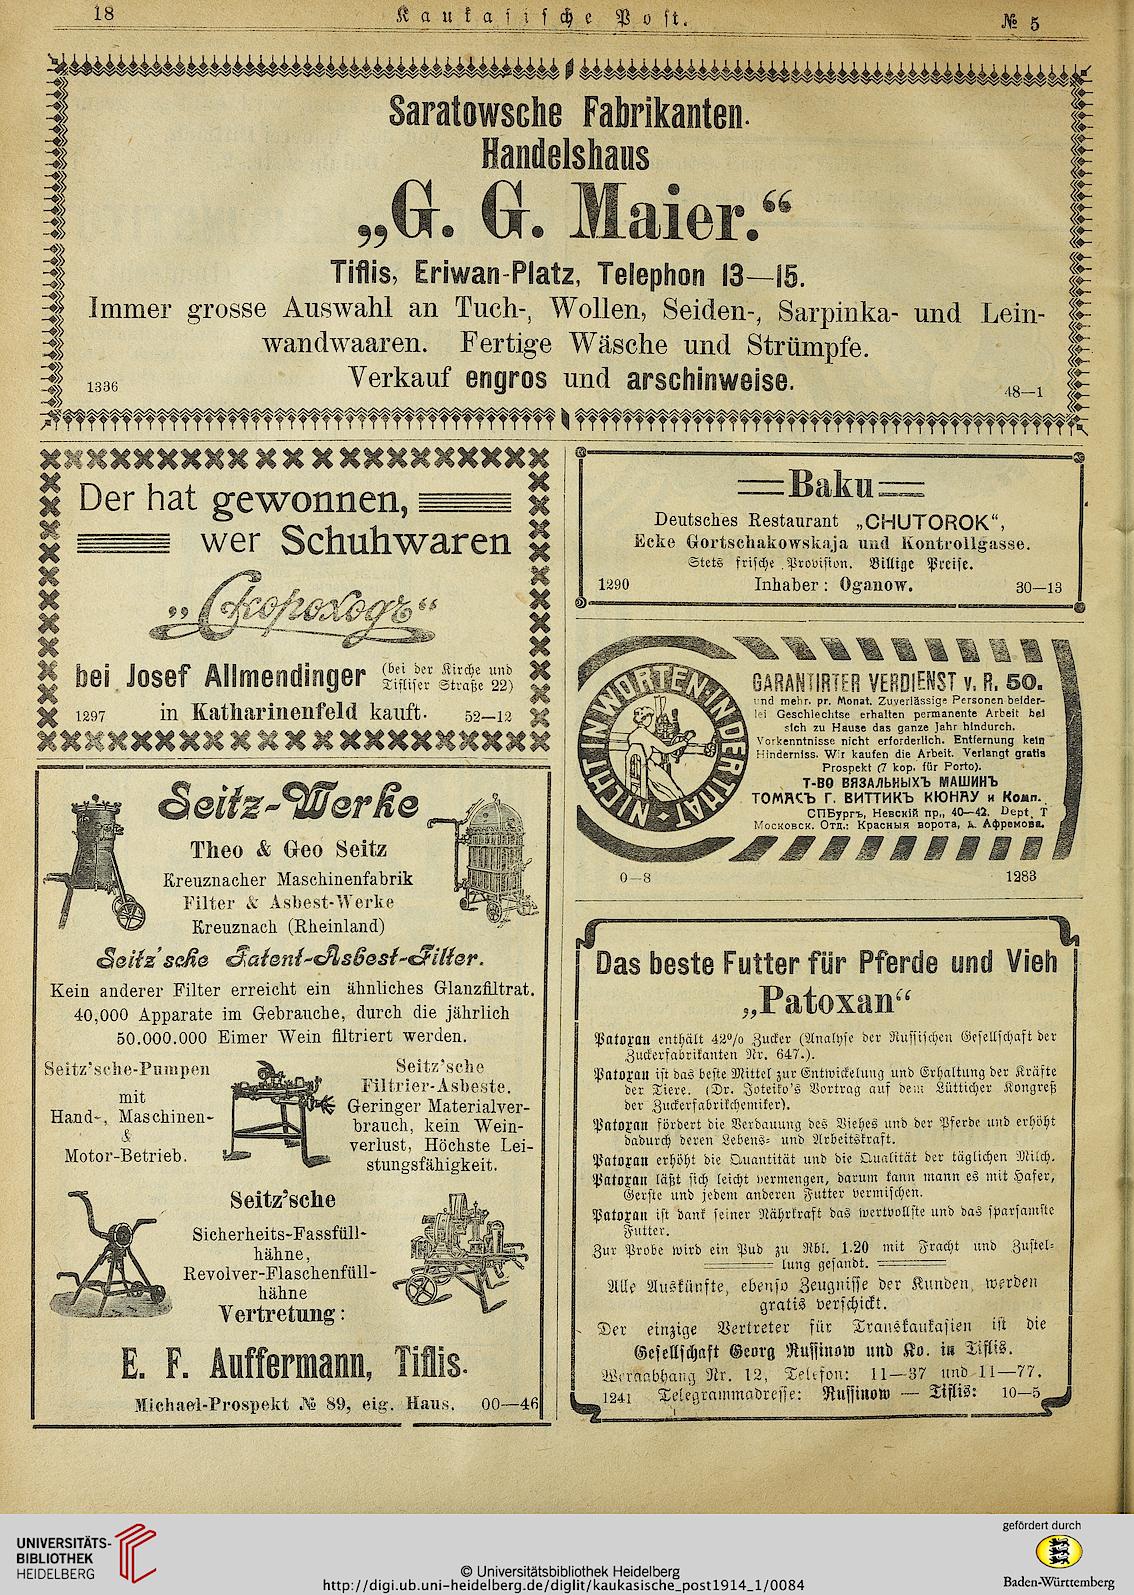 18
Kaukasische Post.
№ 5
Saratowsche Fabrikanten.
Handelshaus
„G. G. Maier.“
Tiflis, Eriwan-Platz, Telephon 13—15.
Immer grosse Auswahl an Tuch-, Wollen, Seiden-, Sarpinka- und Lein-
wandwaaren. Fertige Wäsche und Strümpfe.
Verkauf engros und arschinweise.
1336
48—1
Der hat gewonnen,
wer Schuhwaren
„Скороходъ“
bei Josef Allmendinger (bei der Kirche und
Tifliser Straße 22)
1297 in Katharinenfeld kauft. 52—12
Seitz-Werke
Theo & Geo Seitz
Kreuznacher Maschinenfabrik
Filter & Asbest-Werke
Kreuznach (Rheinland)
Seitz'sche Patent-Asbest-Filter.
Kein anderer Filter erreicht ein ähnliches Glanzfiltrat.
40,000 Apparate im Gebrauche, durch die jährlich
50.000.000 Eimer Wein filtriert werden.
Seitz'sche-Pumpen
mit
Hand-, Maschinen-
&
Motor-Betrieb.
Seitz'sche
Filtrier-Asbeste.
Geringer Materialver-
brauch, kein Wein-
verlust, Höchste Lei-
stungsfähigkeit.
Seitz'sche
Sicherheits-Fassfüll-
hähne,
Revolver-Flaschenfüll-
hähne
Vertretung:
E. F. Auffermann, Tiflis.
Michael-Prospekt № 89, eig. Haus. 00—46
Baku
Deutsches Restaurant „CHUTOROK“,
Ecke Gortschakowskaja und Kontrollgasse.
Stets frische Provision. Billige Preise.
1290 Inhaber: Oganow. 30—13
NICHT IN WORTEN-IN DER THAT
GARANTIRTER VERDIENST v. R. 50.
und mehr. pr. Monat. Zuverlässige Personen beider-
lei Geschlechtse erhalten permanente Arbeit bei
sich zu Hause das ganze Jahr hindurch.
Vorkenntnisse nicht erforderlich. Entfernung kein
Hinderniss. Wir kaufen die Arbeit. Verlangt gratis
Prospekt (7 kop. für Porto).
Т-ВО ВЯЗАЛЬНЫХЪ МАШИНЪ
ТОМАСЪ Г. ВИТТИКЪ КЮНАУ и Комп.
СПБургъ, Невскій пр., 40—42. Dept. T
Московск. Отд.: Красныя ворота, д. Афремова.
0—8
1283
Das beste Futter für Pferde und Vieh
„Patoxan“
Patoxan enthält 42% Zucker (Analyse der Russischen Gesellschaft der
Zuckerfabrikanten Nr. 647.).
Patoxan ist das beste Mittel zur Entwickelung und Erhaltung der Kräfte
der Tiere. (Dr. Joteiko's Vortrag auf dem Lütticher Kongreß
der Zuckerfabrikchemiker).
Patoxan fördert die Verdauung des Viehes und der Pferde und erhöht
dadurch deren Lebens- und Arbeitskraft.
Patoxan erhöht die Quantität und die Qualität der täglichen Milch.
Patoxan läßt sich leicht vermengen, darum kann mann es mit Hafer,
Gerste und jedem anderen Futter vermischen.
Patoxan ist dank seiner Nährkraft das wertvollste und das sparsamste
Futter.
Zur Probe wird ein Pud zu Rbl. 1.20 mit Fracht und Zustel-
lung gesandt.
Alle Auskünfte, ebenso Zeugnisse der Kunden, werden
gratis verschickt.
Der einzige Vertreter für Transkaukasien ist die
Gesellschaft Georg Russinow und Ko. in Tiflis.
Weraabhang Nr. 12, Telefon: 11—37 und 11—77.
1241 Telegrammadresse: Russinow — Tiflis: 10—5
UNIVERSITÄTS-
BIBLIOTHEK
HEIDELBERG
© Universitätsbibliothek Heidelberg
http://digi.ub.uni-heidelberg.de/diglit/kaukasische_post1914_1/0084
gefördert durch
Baden-Württemberg